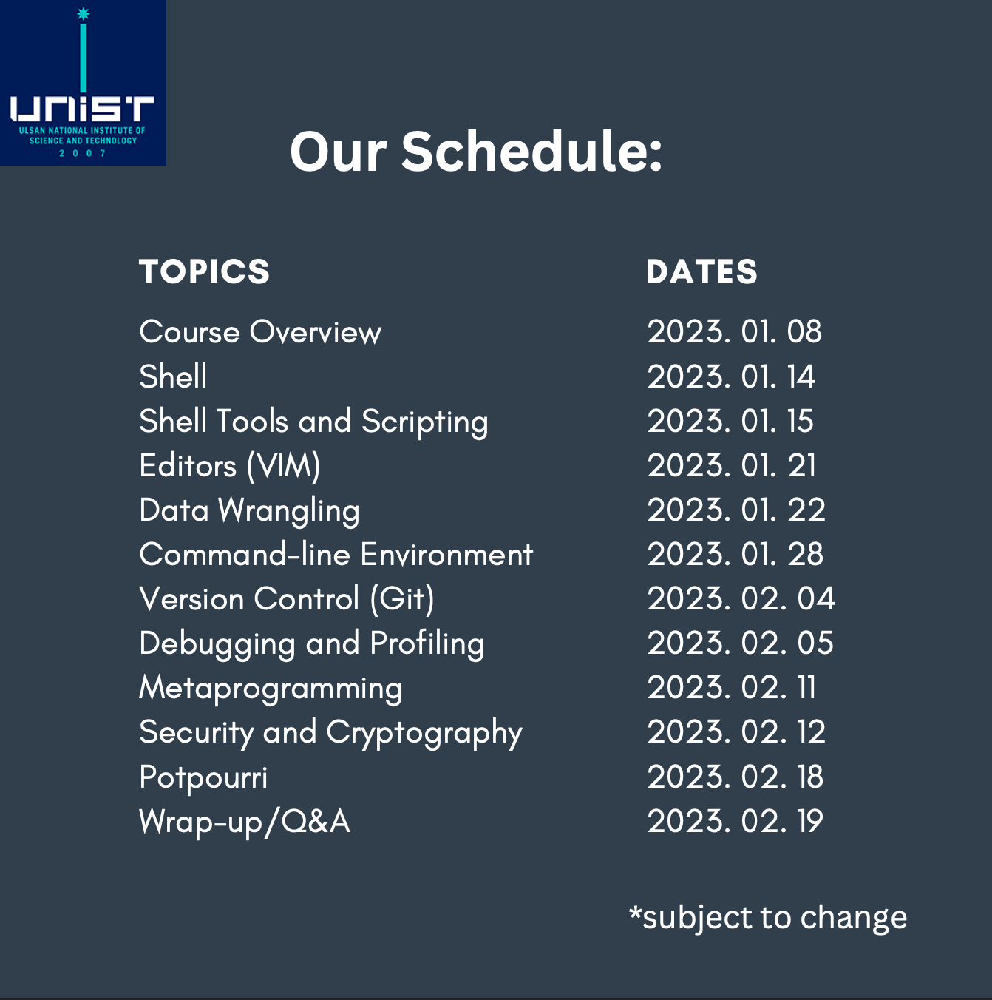 UNiST
ULSAN NATIONAL INSTITUTE OF
SCIENCE AND TECHNOLOGY
2 0 0 7
Our Schedule:
TOPICS DATES
Course Overview 2023. 01. 08
Shell 2023. 01. 14
Shell Tools and Scripting 2023. 01. 15
Editors (VIM) 2023. 01. 21
Data Wrangling 2023. 01. 22
Command-line Environment 2023. 01. 28
Version Control (Git) 2023. 02. 04
Debugging and Profiling 2023. 02. 05
Metaprogramming 2023. 02. 11
Security and Cryptography 2023. 02. 12
Potpourri 2023. 02. 18
Wrap-up/Q&A 2023. 02. 19
*subject to change